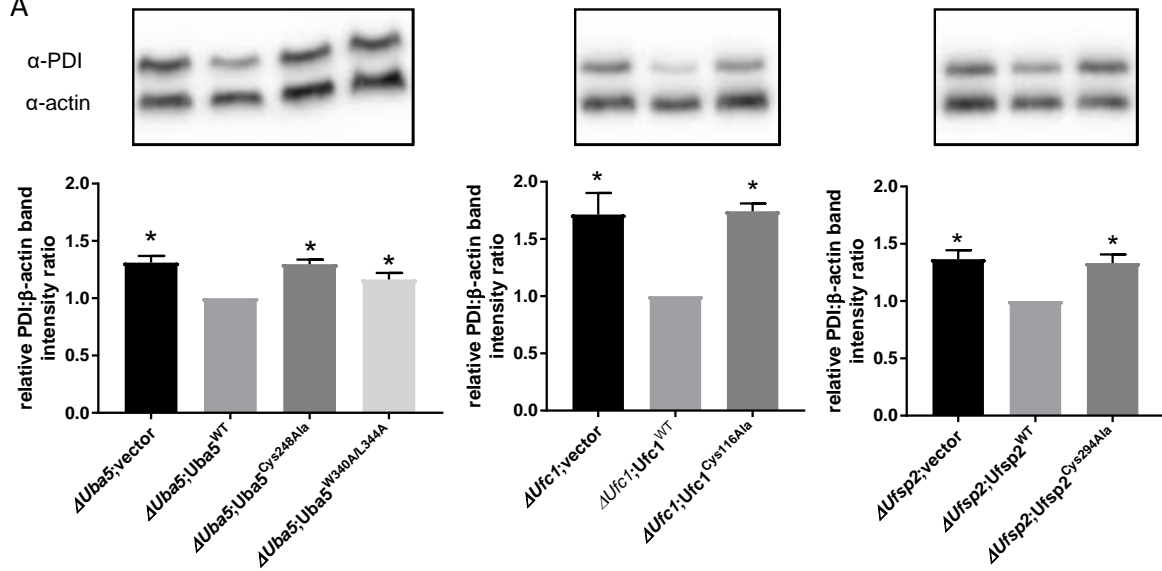 A
α-PDI
α-actin
relative PDI:β-actin band
intensity ratio
2.0
1.5
1.0
0.5
0.0
*
*
*
ΔUba5;vector
ΔUba5;Uba5WT
ΔUba5;Uba5Cys248Ala
ΔUba5;Uba5W340A/L344A
relative PDI:β-actin band
intensity ratio
2.0
1.5
1.0
0.5
0.0
*
*
ΔUfc1;vector
ΔUfc1;Ufc1WT
ΔUfc1;Ufc1Cys116Ala
relative PDI:β-actin band
intensity ratio
2.0
1.5
1.0
0.5
0.0
*
*
ΔUfsp2;vector
ΔUfsp2;Ufsp2WT
ΔUfsp2;Ufsp2Cys294Ala